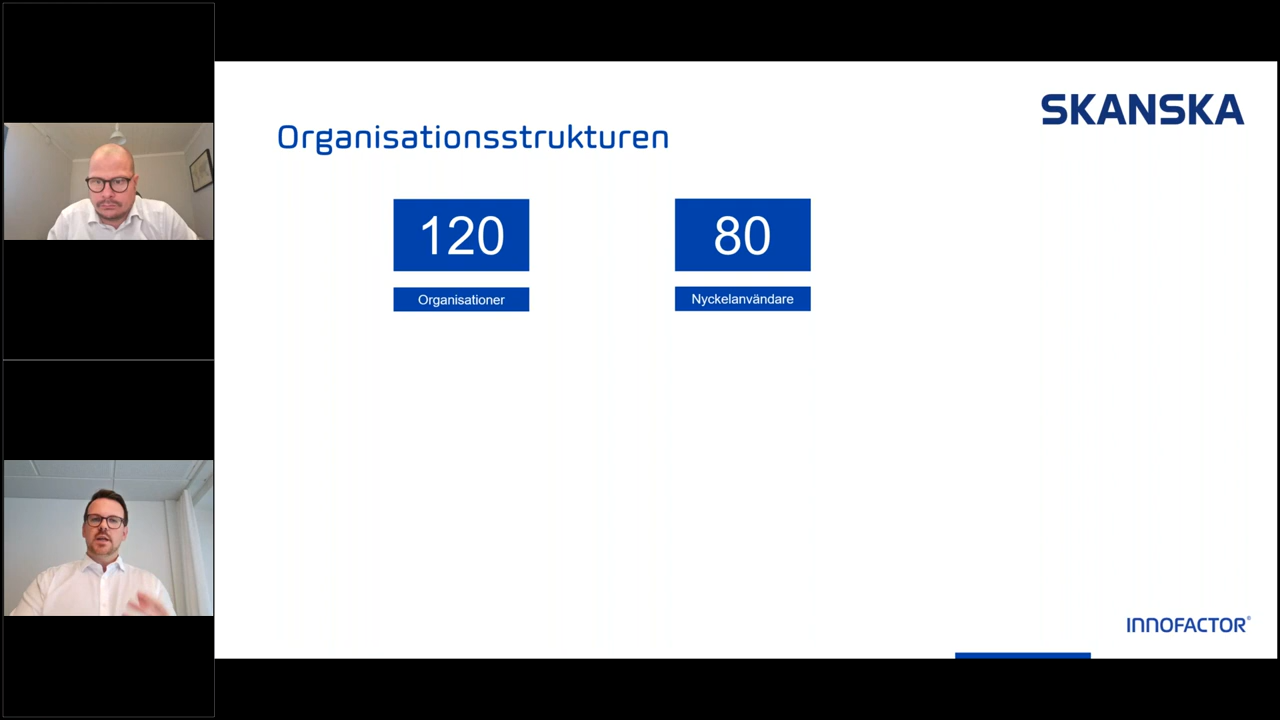 SKANSKA
Organisationsstrukturen
120
80
Organisationer
Nyckelanvändare
INNOFACTOR®